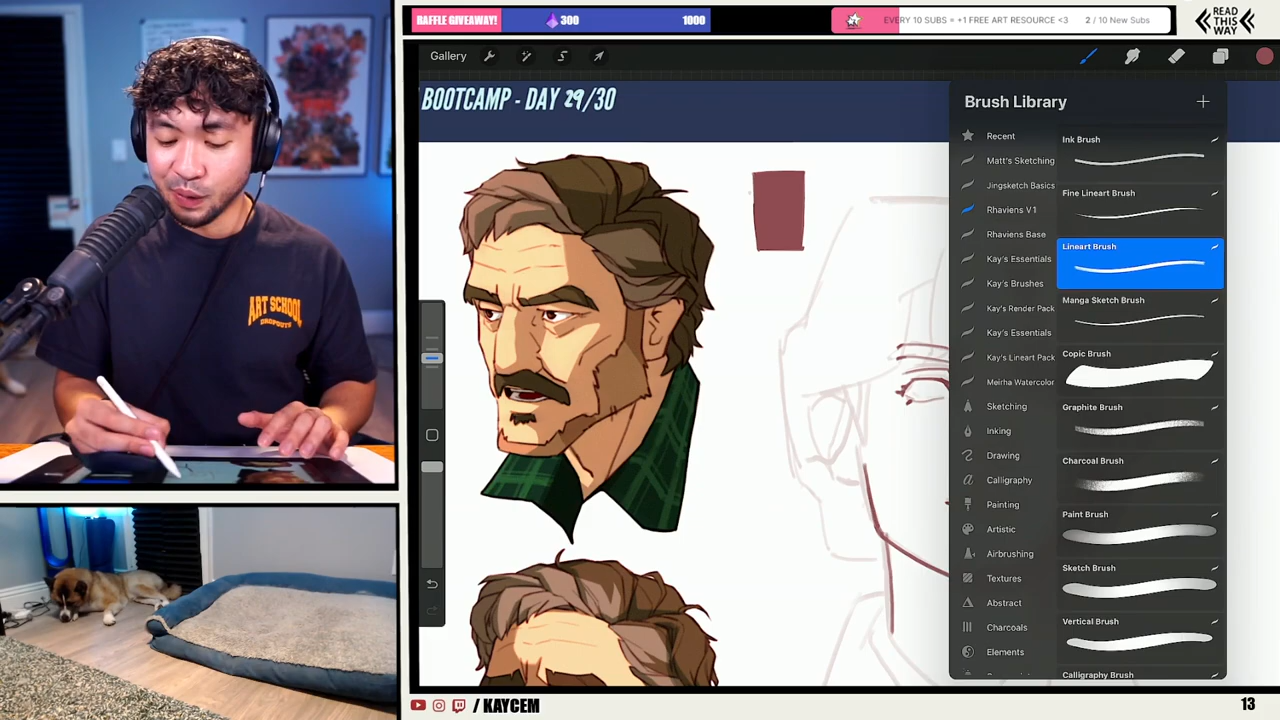 RAFFLE GIVEAWAY!
300
1000
EVERY 10 SUBS = +1 FREE ART RESOURCE <3
2 / 10 New Subs
READ
THIS
WAY
Gallery
BOOTCAMP - DAY 29/30
Brush Library
Recent
Matt's Sketching
Jingsketch Basics
Rhaviens V1
Rhaviens Base
Kay's Essentials
Kay's Brushes
Kay's Render Pack
Kay's Essentials
Kay's Lineart Pack
Meirha Watercolor
Sketching
Inking
Drawing
Calligraphy
Painting
Artistic
Airbrushing
Textures
Abstract
Charcoals
Elements
Ink Brush
Fine Lineart Brush
Lineart Brush
Manga Sketch Brush
Copic Brush
Graphite Brush
Charcoal Brush
Paint Brush
Sketch Brush
Vertical Brush
Calligraphy Brush
ART SCHOOL
DROPOUTS
/ KAYCEM
13